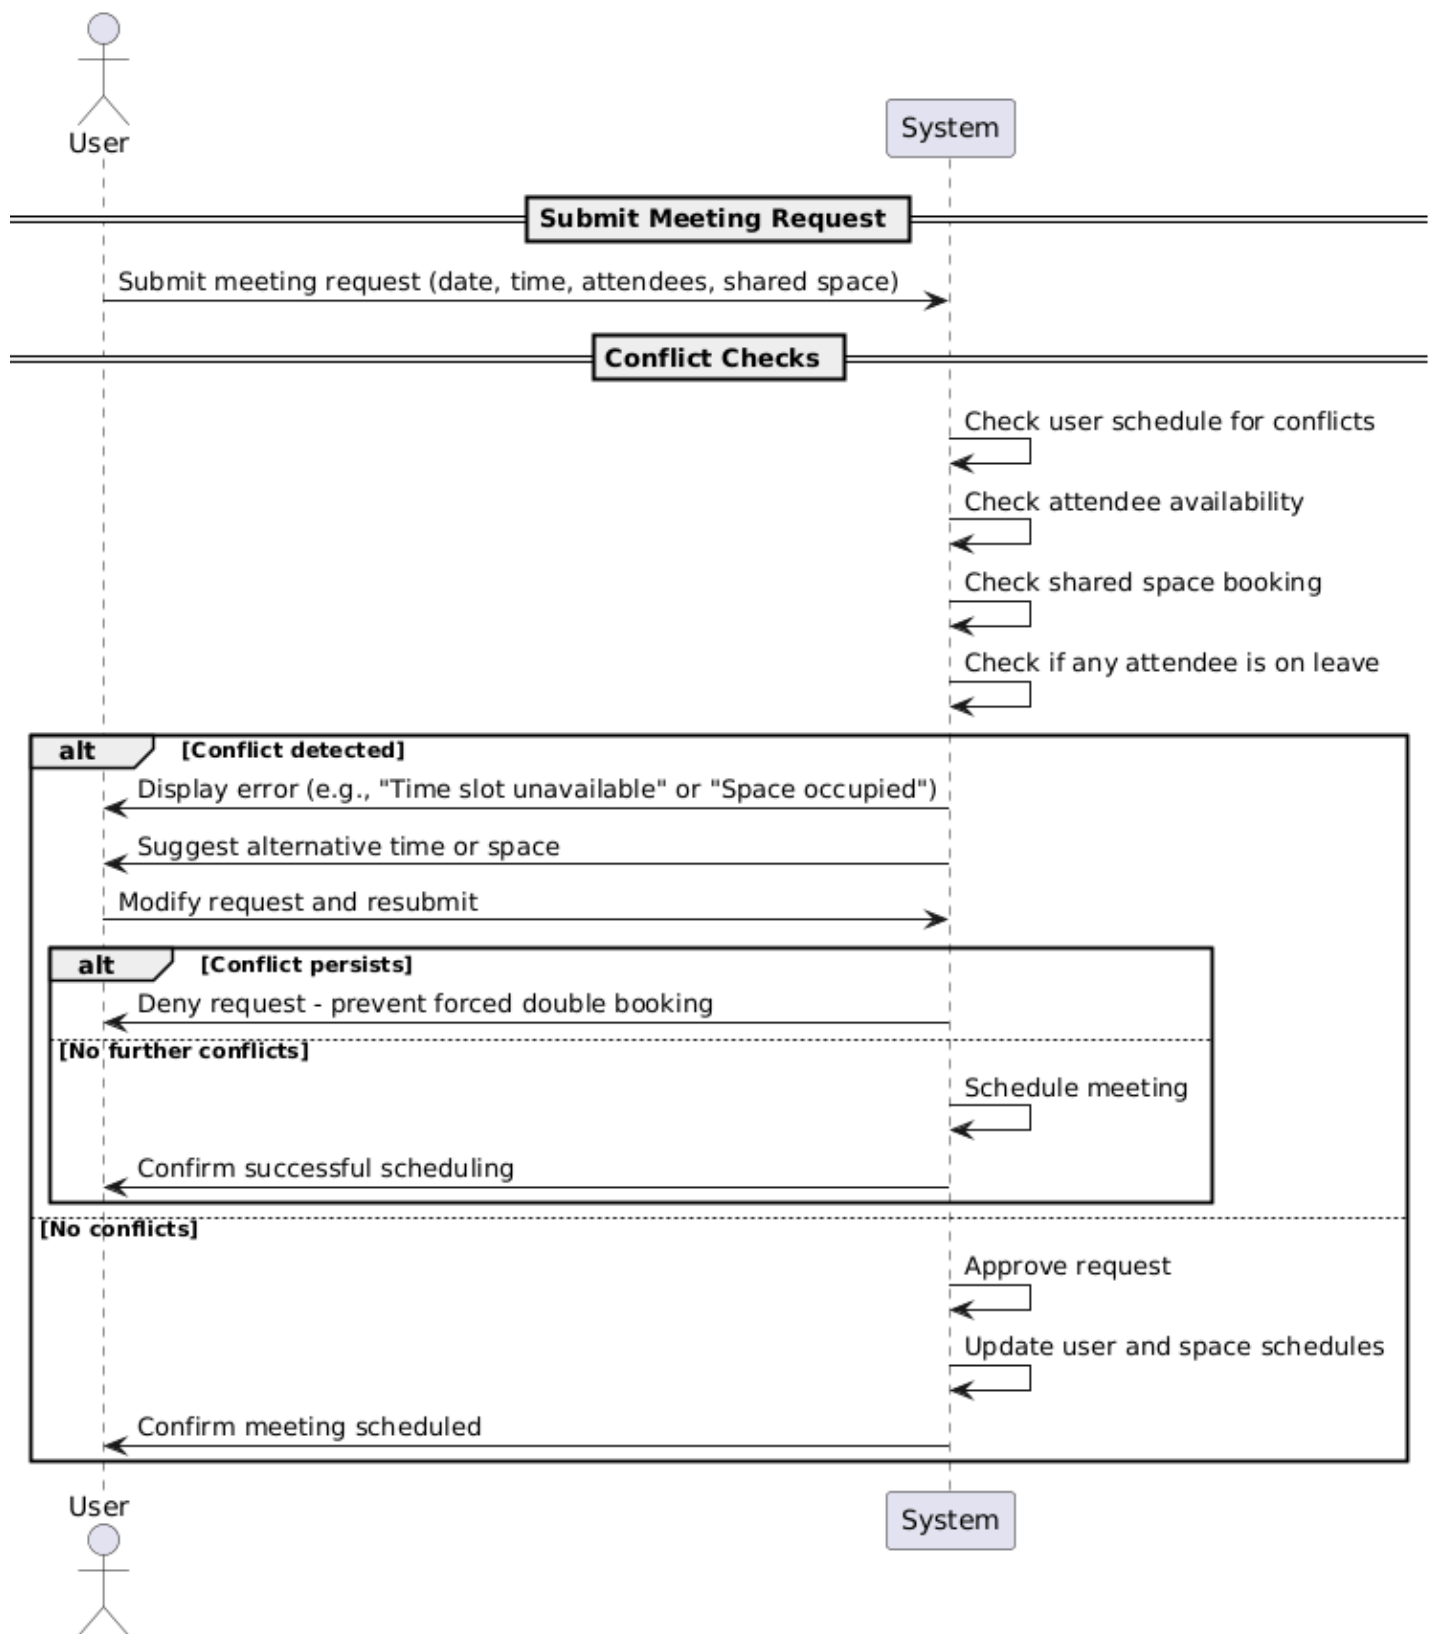 User
System
Submit Meeting Request
Submit meeting request (date, time, attendees, shared space)
Conflict Checks
Check user schedule for conflicts
Check attendee availability
Check shared space booking
Check if any attendee is on leave
alt [Conflict detected]
Display error (e.g., "Time slot unavailable" or "Space occupied")
Suggest alternative time or space
Modify request and resubmit
alt [Conflict persists]
Deny request - prevent forced double booking
[No further conflicts]
Schedule meeting
Confirm successful scheduling
[No conflicts]
Approve request
Update user and space schedules
Confirm meeting scheduled
User
System